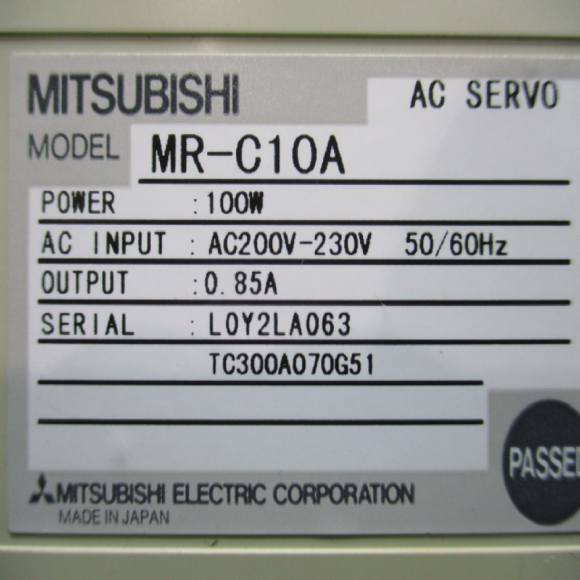 MITSUBISHI AC SERVO
MODEL MR-C10A
POWER :100W
AC INPUT : AC200V-230V 50/60Hz
OUTPUT :0.85A
SERIAL : L0Y2LA063
TC300A070G51
PASSED
MITSUBISHI ELECTRIC CORPORATION
MADE IN JAPAN